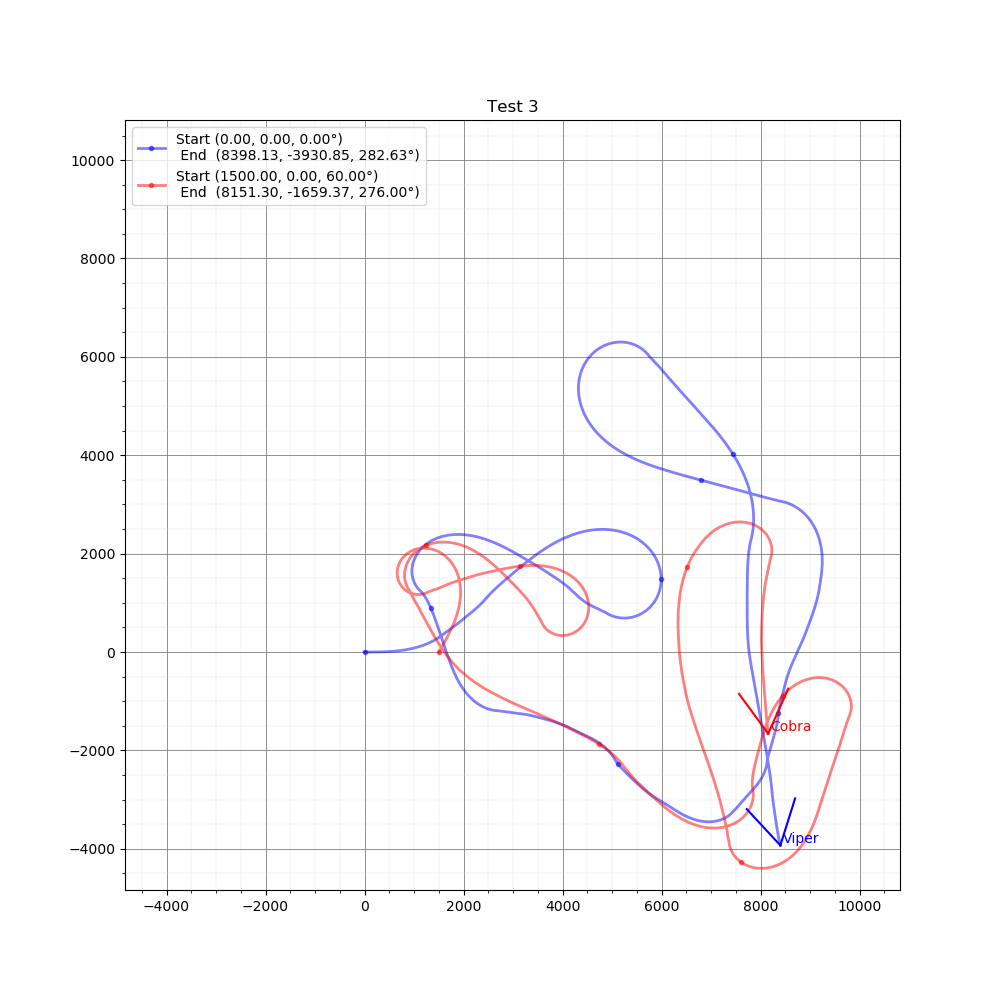 Test 3
Start (0.00, 0.00, 0.00°)
End (8398.13, -3930.85, 282.63°)
Start (1500.00, 0.00, 60.00°)
End (8151.30, -1659.37, 276.00°)
10000
8000
6000
4000
2000
0
−2000
−4000
Cobra
Viper
−4000 −2000 0 2000 4000 6000 8000 10000